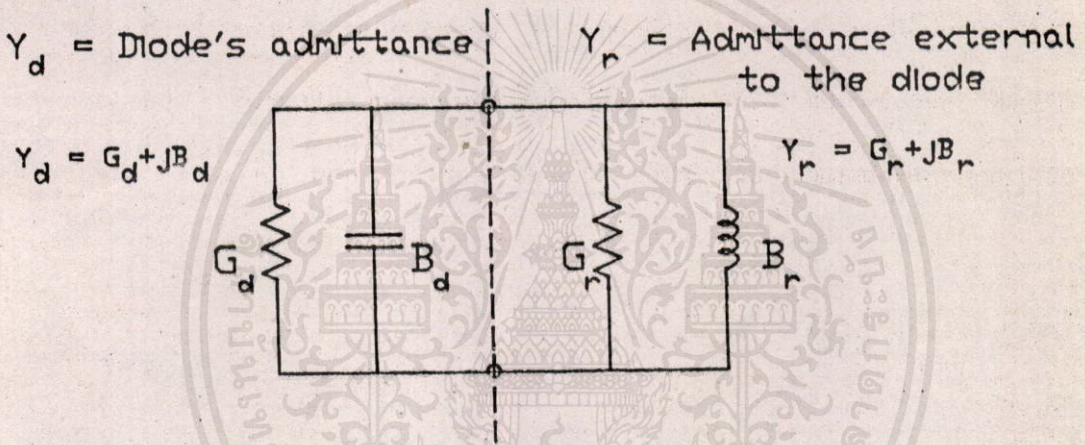 Y_d = Diode's admittance
Y_r = Admittance external
to the diode
Y_d = G_d+jB_d
Y_r = G_r+jB_r
G_d
B_d
G_r
B_r